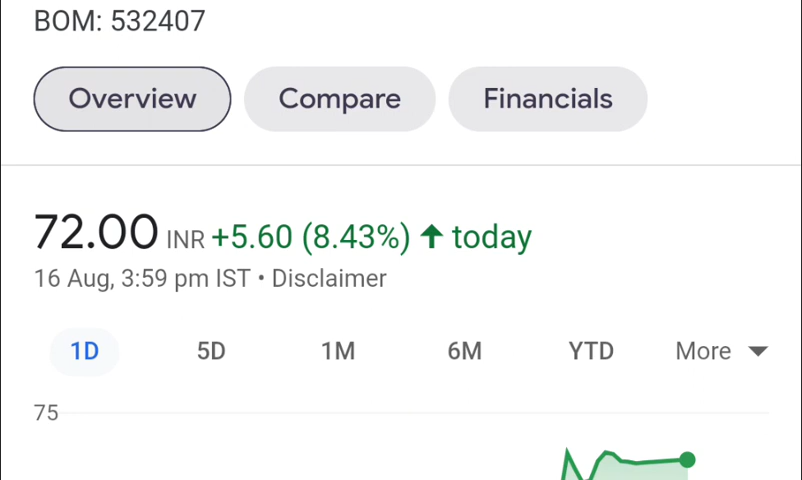 BOM: 532407
Overview Compare Financials
72.00 INR +5.60 (8.43%) ↑ today
16 Aug, 3:59 pm IST • Disclaimer
1D 5D 1M 6M YTD More
75